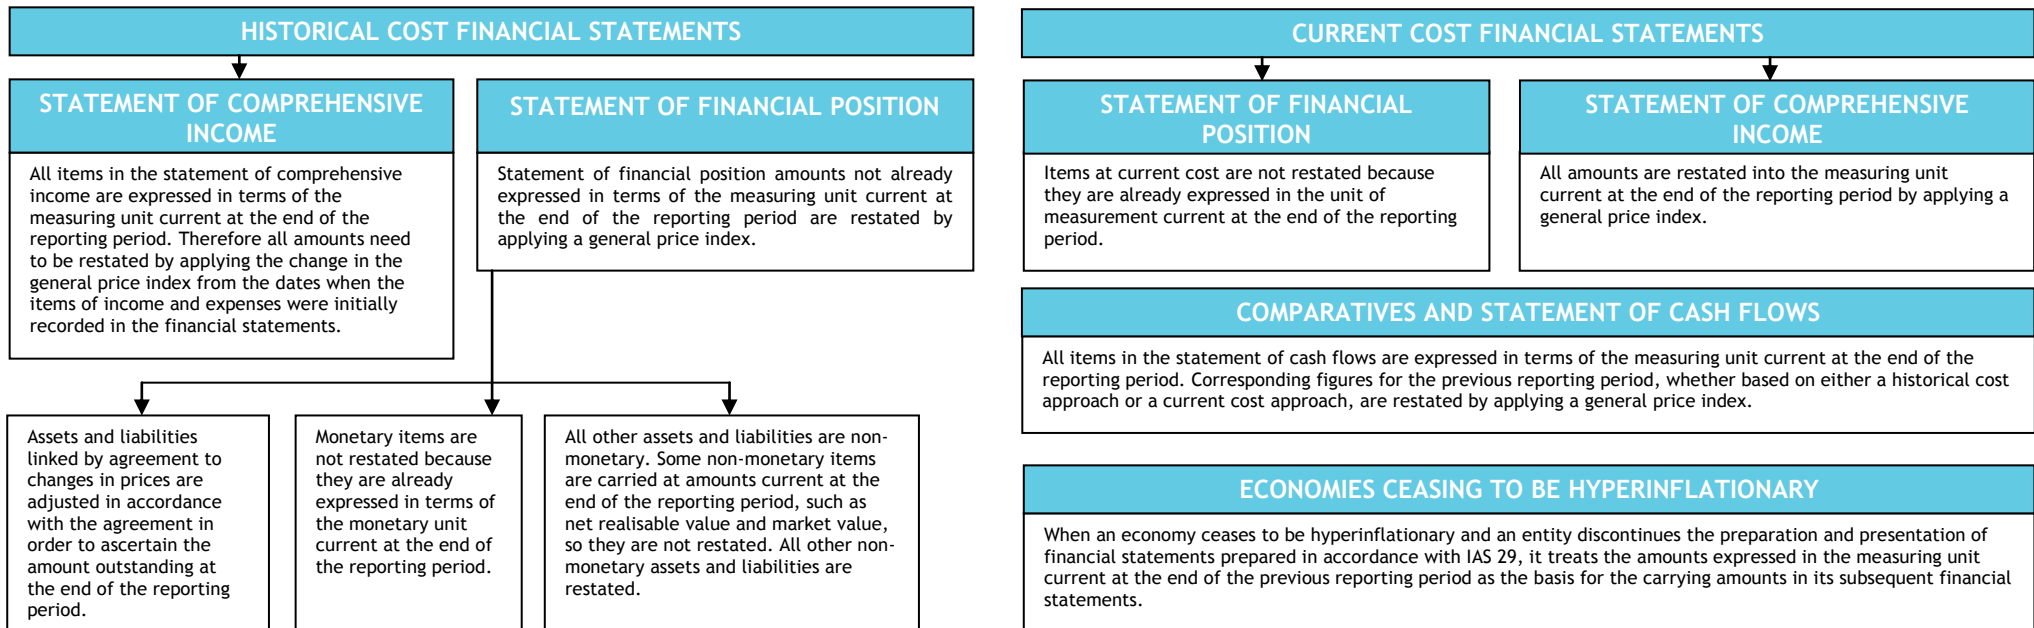 HISTORICAL COST FINANCIAL STATEMENTS
STATEMENT OF COMPREHENSIVE
INCOME
All items in the statement of comprehensive
income are expressed in terms of the
measuring unit current at the end of the
reporting period. Therefore all amounts need
to be restated by applying the change in the
general price index from the dates when the
items of income and expenses were initially
recorded in the financial statements.
STATEMENT OF FINANCIAL POSITION
Statement of financial position amounts not already
expressed in terms of the measuring unit current at
the end of the reporting period are restated by
applying a general price index.
Assets and liabilities
linked by agreement to
changes in prices are
adjusted in accordance
with the agreement in
order to ascertain the
amount outstanding at
the end of the reporting
period.
Monetary items are
not restated because
they are already
expressed in terms of
the monetary unit
current at the end of
the reporting period.
All other assets and liabilities are non-
monetary. Some non-monetary items
are carried at amounts current at the
end of the reporting period, such as
net realisable value and market value,
so they are not restated. All other non-
monetary assets and liabilities are
restated.
CURRENT COST FINANCIAL STATEMENTS
STATEMENT OF FINANCIAL
POSITION
Items at current cost are not restated because
they are already expressed in the unit of
measurement current at the end of the reporting
period.
STATEMENT OF COMPREHENSIVE
INCOME
All amounts are restated into the measuring unit
current at the end of the reporting period by applying a
general price index.
COMPARATIVES AND STATEMENT OF CASH FLOWS
All items in the statement of cash flows are expressed in terms of the measuring unit current at the end of the
reporting period. Corresponding figures for the previous reporting period, whether based on either a historical cost
approach or a current cost approach, are restated by applying a general price index.
ECONOMIES CEASING TO BE HYPERINFLATIONARY
When an economy ceases to be hyperinflationary and an entity discontinues the preparation and presentation of
financial statements prepared in accordance with IAS 29, it treats the amounts expressed in the measuring unit
current at the end of the previous reporting period as the basis for the carrying amounts in its subsequent financial
statements.